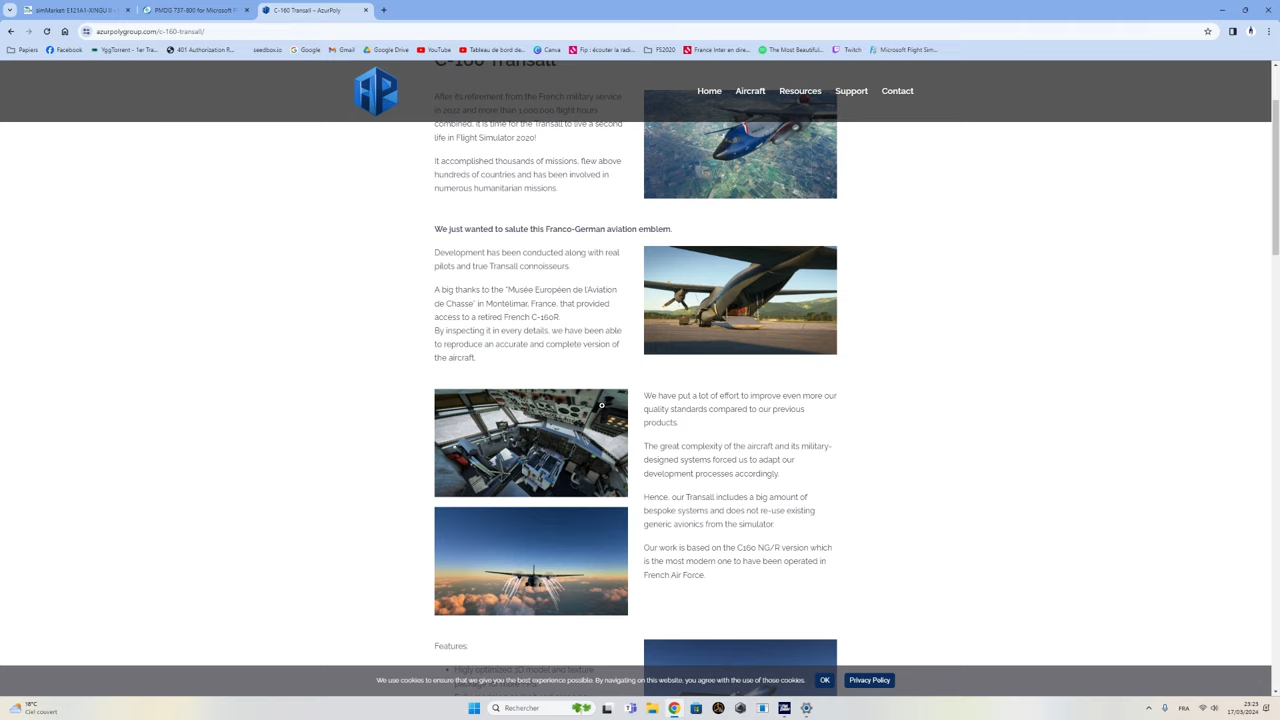 simMarket: E121A1-XINGU II -
PMDG 737-800 for Microsoft F
C-160 Transall – AzurPoly
azurpolygroup.com/c-160-transall/
Papiers
Facebook
YggTorrent - 1er Tra...
401 Authorization R...
seedbox.io
Google
Gmail
Google Drive
YouTube
Tableau de bord de...
Canva
Fip : écouter la radi...
FS2020
France Inter en dire...
The Most Beautiful...
Twitch
Microsoft Flight Sim...
C-160 Transall
Home Aircraft Resources Support Contact
After its retirement from the French military service
in 2022 and more than 1.000.000 flight hours
combined, it is time for the Transall to live a second
life in Flight Simulator 2020!
It accomplished thousands of missions, flew above
hundreds of countries and has been involved in
numerous humanitarian missions.
We just wanted to salute this Franco-German aviation emblem.
Development has been conducted along with real
pilots and true Transall connoisseurs.
A big thanks to the “Musée Européen de l’Aviation
de Chasse” in Montélimar, France, that provided
access to a retired French C-160R.
By inspecting it in every details, we have been able
to reproduce an accurate and complete version of
the aircraft.
We have put a lot of effort to improve even more our
quality standards compared to our previous
products.
The great complexity of the aircraft and its military-
designed systems forced us to adapt our
development processes accordingly.
Hence, our Transall includes a big amount of
bespoke systems and does not re-use existing
generic avionics from the simulator.
Our work is based on the C160 NG/R version which
is the most modern one to have been operated in
French Air Force.
Features:
Higly optimized 3D model and texture
We use cookies to ensure that we give you the best experience possible. By navigating on this website, you agree with the use of those cookies.
OK
Privacy Policy
18°C
Ciel couvert
Rechercher
FRA
23:23
17/03/2024